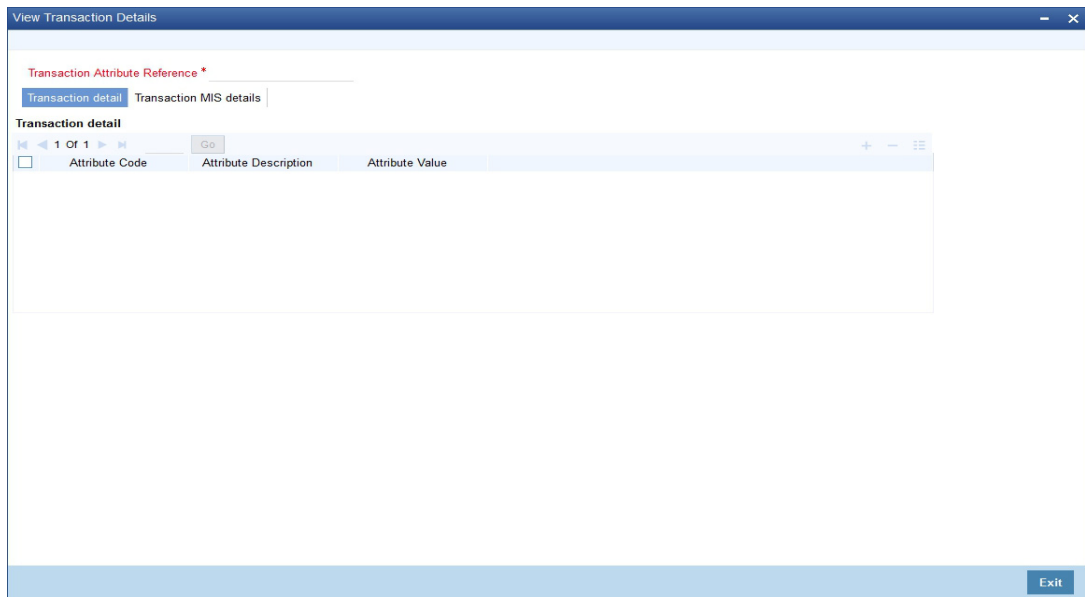 View Transaction Details
Transaction Attribute Reference *
Transaction detail Transaction MIS details
Transaction detail
1 Of 1 Go
Attribute Code Attribute Description Attribute Value
Exit